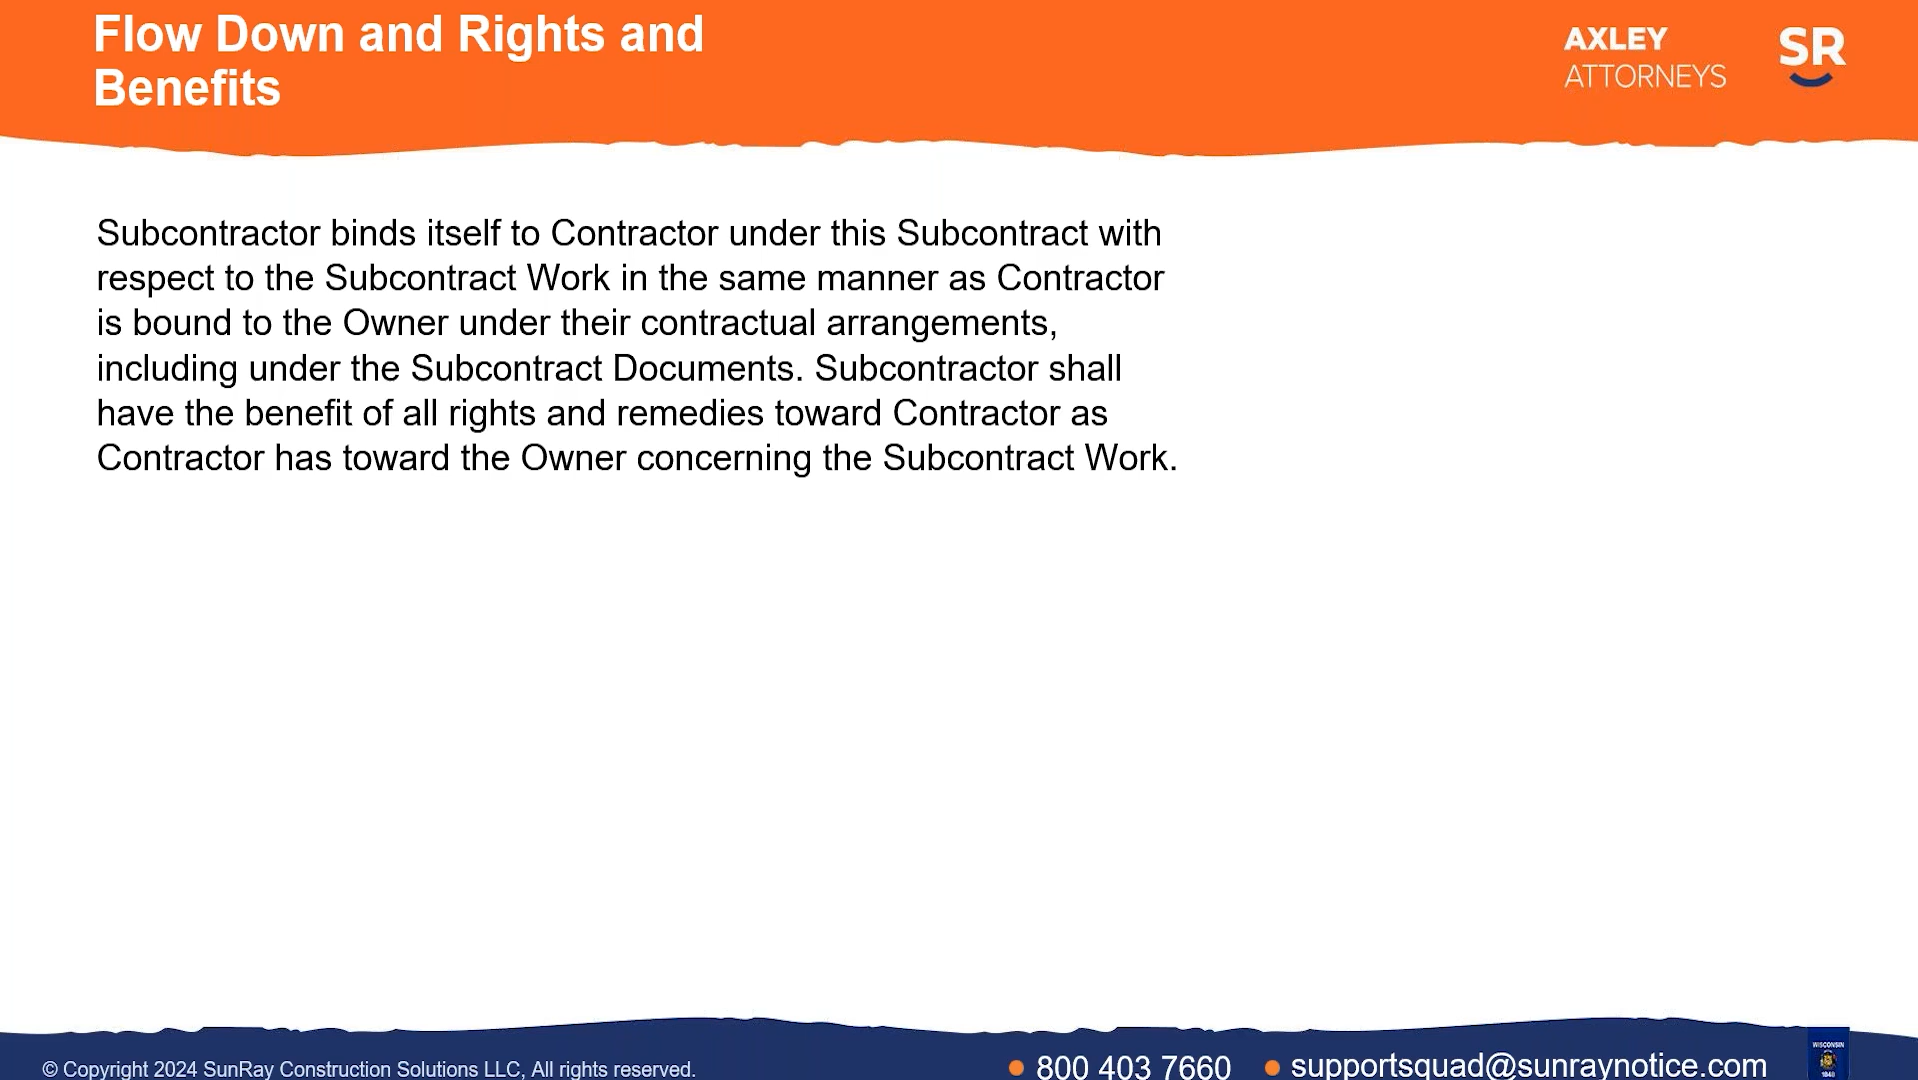 Flow Down and Rights and
Benefits
AXLEY
ATTORNEYS
SR
Subcontractor binds itself to Contractor under this Subcontract with
respect to the Subcontract Work in the same manner as Contractor
is bound to the Owner under their contractual arrangements,
including under the Subcontract Documents. Subcontractor shall
have the benefit of all rights and remedies toward Contractor as
Contractor has toward the Owner concerning the Subcontract Work.
© Copyright 2024 SunRay Construction Solutions LLC, All rights reserved.
800 403 7660
supportsquad@sunraynotice.com
WISCONSIN
1848